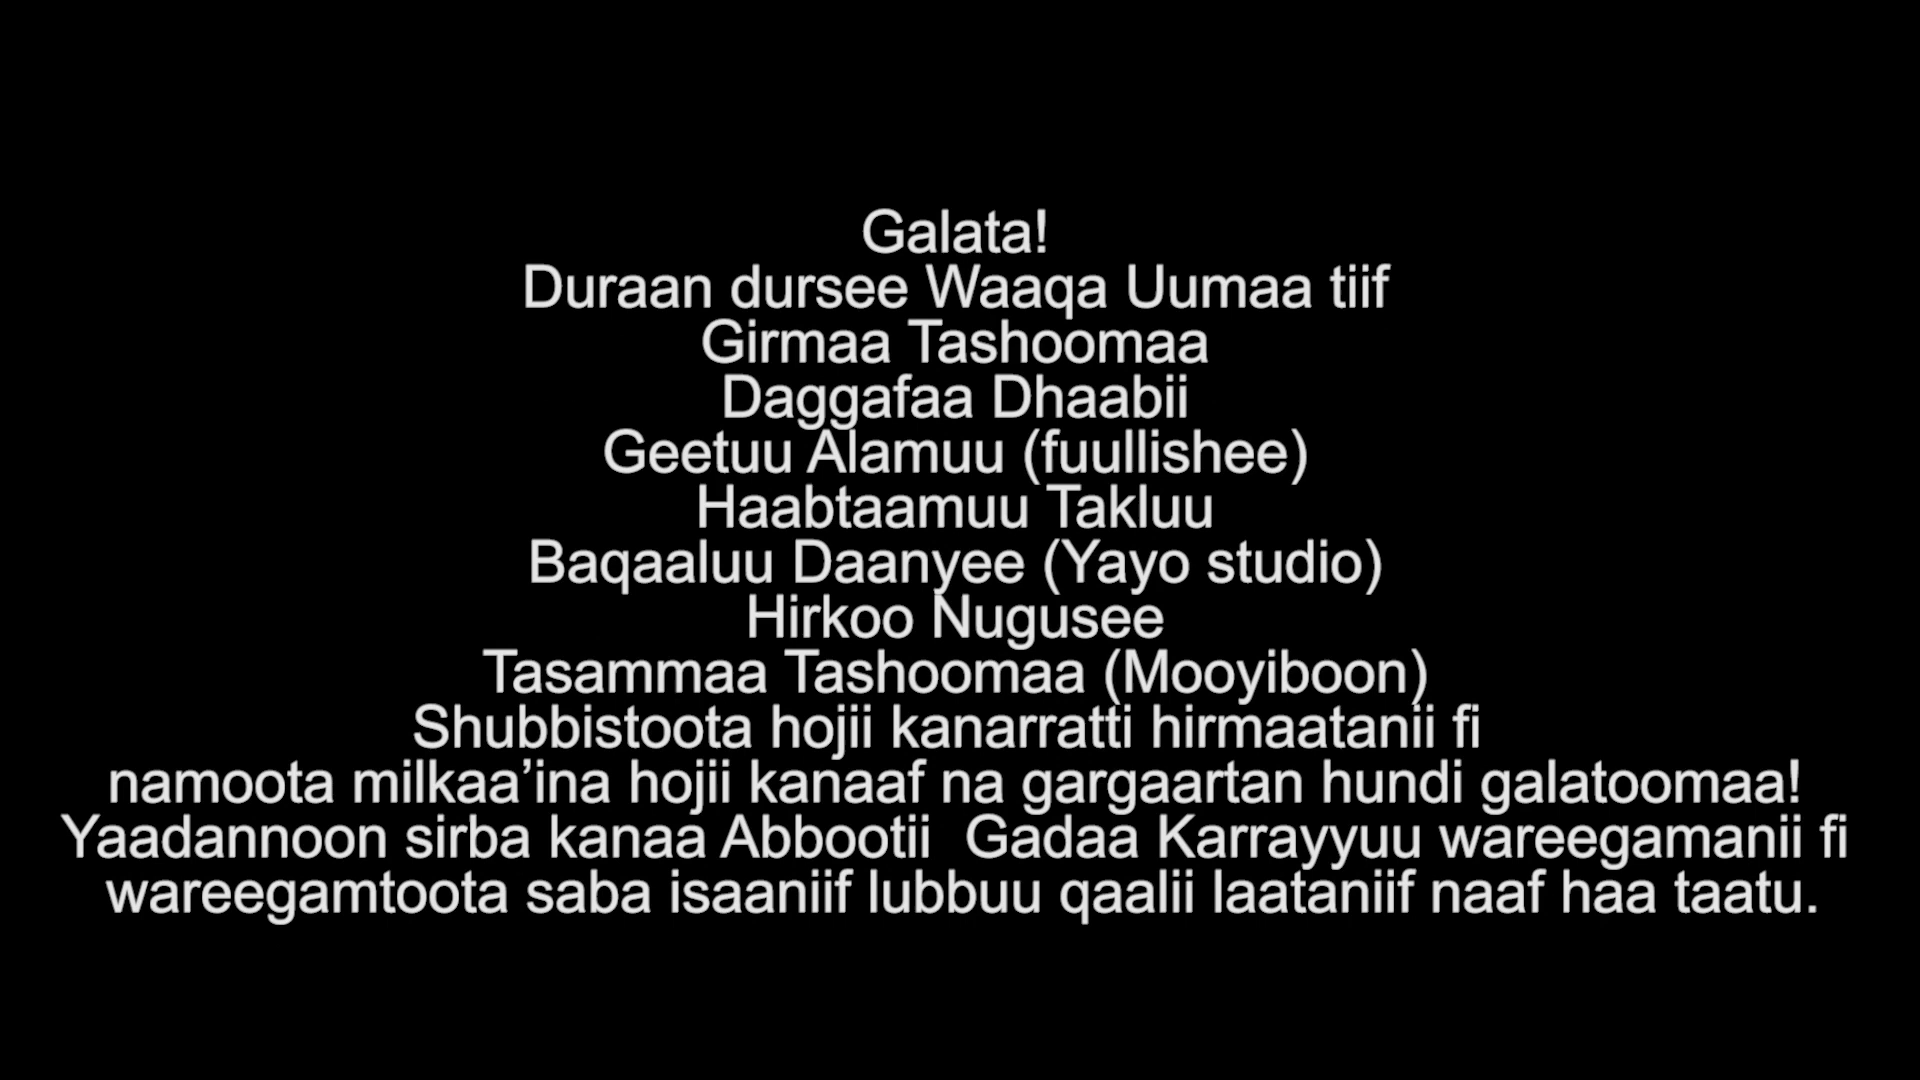 Galata!
Duraan dursee Waaqa Uumaa tiif
Girmaa Tashoomaa
Daggafaa Dhaabii
Geetuu Alamuu (fuullishee)
Haabtaamuu Takluu
Baqaaluu Daanyee (Yayo studio)
Hirkoo Nugusee
Tasammaa Tashoomaa (Mooyiboon)
Shubbistoota hojii kanarratti hirmaatanii fi
namoota milkaa’ina hojii kanaaf na gargaartan hundi galatoomaa!
Yaadannoon sirba kanaa Abbootii  Gadaa Karrayyuu wareegamanii fi
wareegamtoota saba isaaniif lubbuu qaalii laataniif naaf haa taatu.